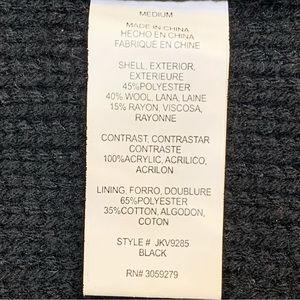 MEDIUM
MADE IN CHINA
HECHO EN CHINA
FABRIQUE EN CHINE
SHELL, EXTERIOR,
EXTERIEURE
45%POLYESTER
40% WOOL, LANA, LAINE
15% RAYON, VISCOSA,
RAYONNE
CONTRAST, CONTRASTAR
CONTRASTE
100%ACRYLIC, ACRILICO,
ACRILON
LINING, FORRO, DOUBLURE
65%POLYESTER
35%COTTON, ALGODON,
COTON
STYLE # JKV9285
BLACK
RN# 3059279